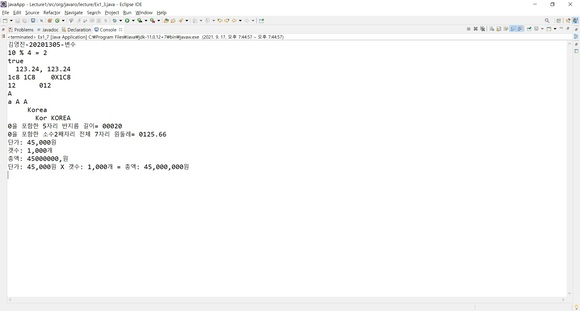 javaApp - Lecture1/src/org/javaro/lecture/Ex1_5.java - Eclipse IDE
File Edit Source Refactor Navigate Search Project Run Window Help
Problems Javadoc Declaration Console
<terminated> Ex1_7 [Java Application] C:\Program Files\Java\jdk-11.0.12+7\bin\javaw.exe (2021. 9. 17. 오후 7:44:57 – 오후 7:44:57)
김영진-20201305-변수
10 % 4 = 2
true
123.24, 123.24
1c8 1C8 0X1C8
12 012
A
a A A
Korea
Kor KOREA
0을 포함한 5자리 반지름 길이= 00020
0을 포함한 소수2째자리 전체 7자리 원둘레= 0125.66
단가: 45,000원
갯수: 1,000개
총액: 45000000,원
단가: 45,000원 X 갯수: 1,000개 = 총액: 45,000,000원